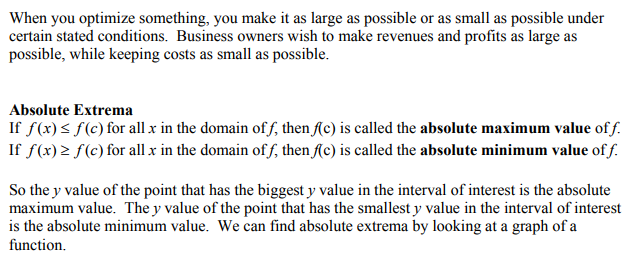 When you optimize something, you make it as large as possible or as small as possible under
certain stated conditions. Business owners wish to make revenues and profits as large as
possible, while keeping costs as small as possible.
Absolute Extrema
If f(x) ≤ f(c) for all x in the domain of f, then f(c) is called the absolute maximum value of f.
If f(x) ≥ f(c) for all x in the domain of f, then f(c) is called the absolute minimum value of f.
So the y value of the point that has the biggest y value in the interval of interest is the absolute
maximum value. The y value of the point that has the smallest y value in the interval of interest
is the absolute minimum value. We can find absolute extrema by looking at a graph of a
function.